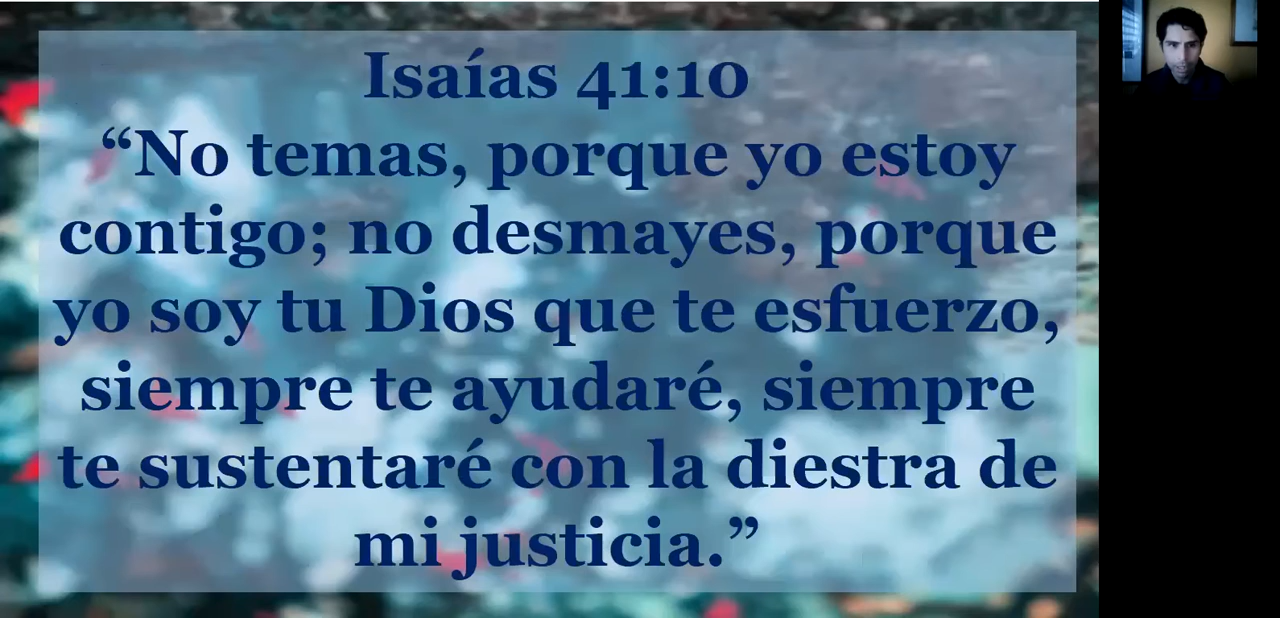 Isaías 41:10
“No temas, porque yo estoy
contigo; no desmayes, porque
yo soy tu Dios que te esfuerzo,
siempre te ayudaré, siempre
te sustentaré con la diestra de
mi justicia.”